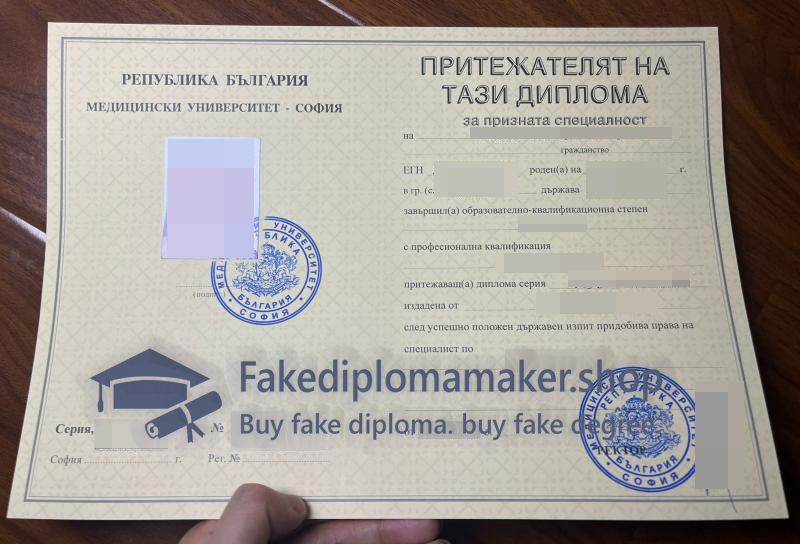 РЕПУБЛИКА БЪЛГАРИЯ
МЕДИЦИНСКИ УНИВЕРСИТЕТ - СОФИЯ
УНИВЕРСИТЕТ
БЪЛГАРИЯ
СОФИЯ
Серия,
№
София г. Рег. №
ПРИТЕЖАТЕЛЯТ НА
ТАЗИ ДИПЛОМА
за призната специалност
на
гражданство
ЕГН роден(а) на г.
в гр. (с. държава
завършил(а) образователно-квалификационна степен
с професионална квалификация
притежаващ(а) диплома серия
издадена от
след успешно положен държавен изпит придобива права на
специалист по
РЕКТОР
БЪЛГАРИЯ
СОФИЯ
Fakediplomamaker.shop
Buy fake diploma. buy fake degree